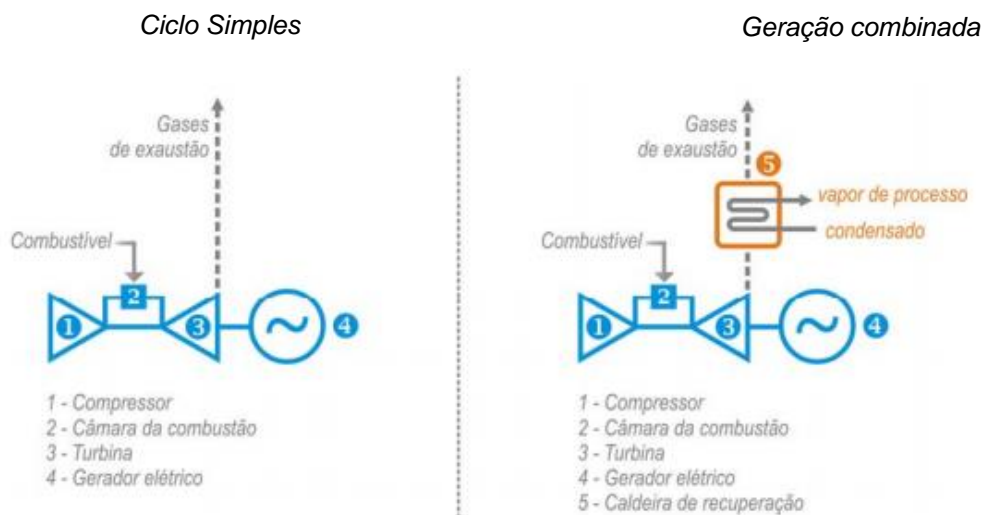 Ciclo Simples
Gases
de exaustão
Combustível
2
1
3
4
1 - Compressor
2 - Câmara da combustão
3 - Turbina
4 - Gerador elétrico
Geração combinada
Gases
de exaustão
5
vapor de processo
condensado
Combustível
2
1
3
4
1 - Compressor
2 - Câmara da combustão
3 - Turbina
4 - Gerador elétrico
5 - Caldeira de recuperação